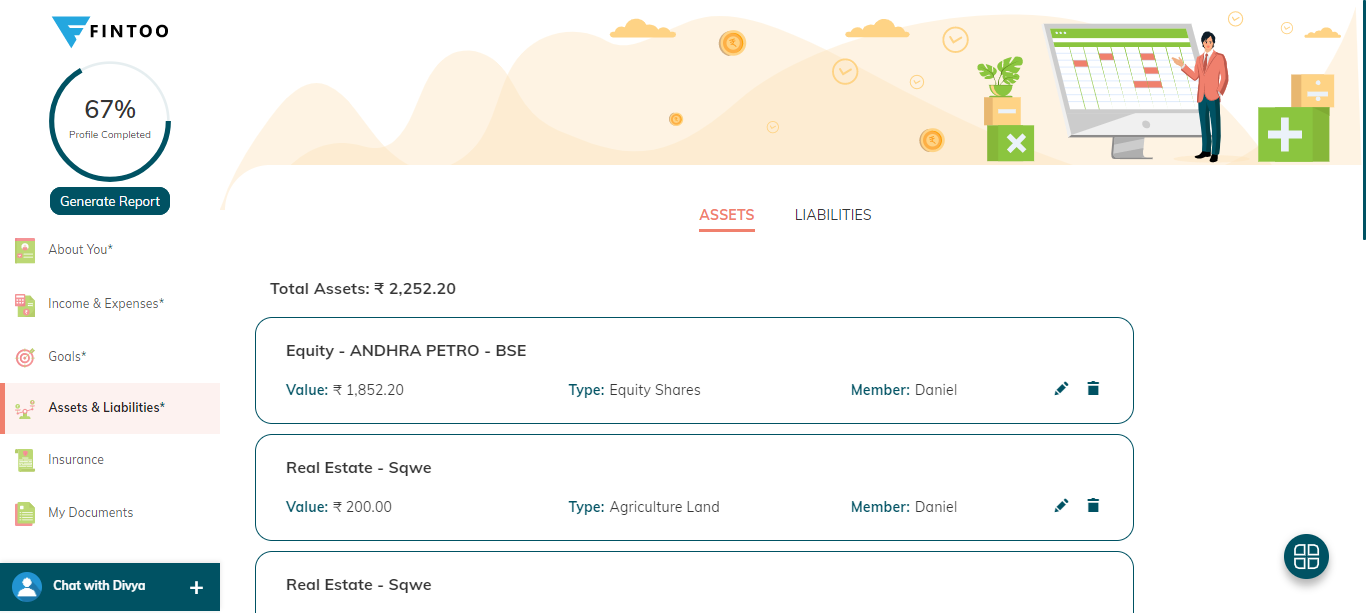 FINTOO
67%
Profile Completed
Generate Report
About You*
Income & Expenses*
Goals*
Assets & Liabilities*
Insurance
My Documents
Chat with Divya +
ASSETS LIABILITIES
Total Assets: ₹ 2,252.20
Equity - ANDHRA PETRO - BSE
Value: ₹ 1,852.20 Type: Equity Shares Member: Daniel
Real Estate - Sqwe
Value: ₹ 200.00 Type: Agriculture Land Member: Daniel
Real Estate - Sqwe